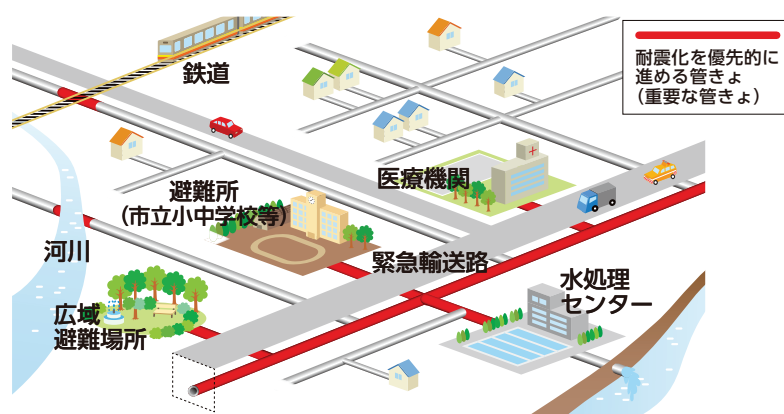 鉄道
耐震化を優先的に
進める管きょ
（重要な管きょ）
医療機関
避難所
（市立小中学校等）
河川
緊急輸送路
水処理
センター
広域
避難場所